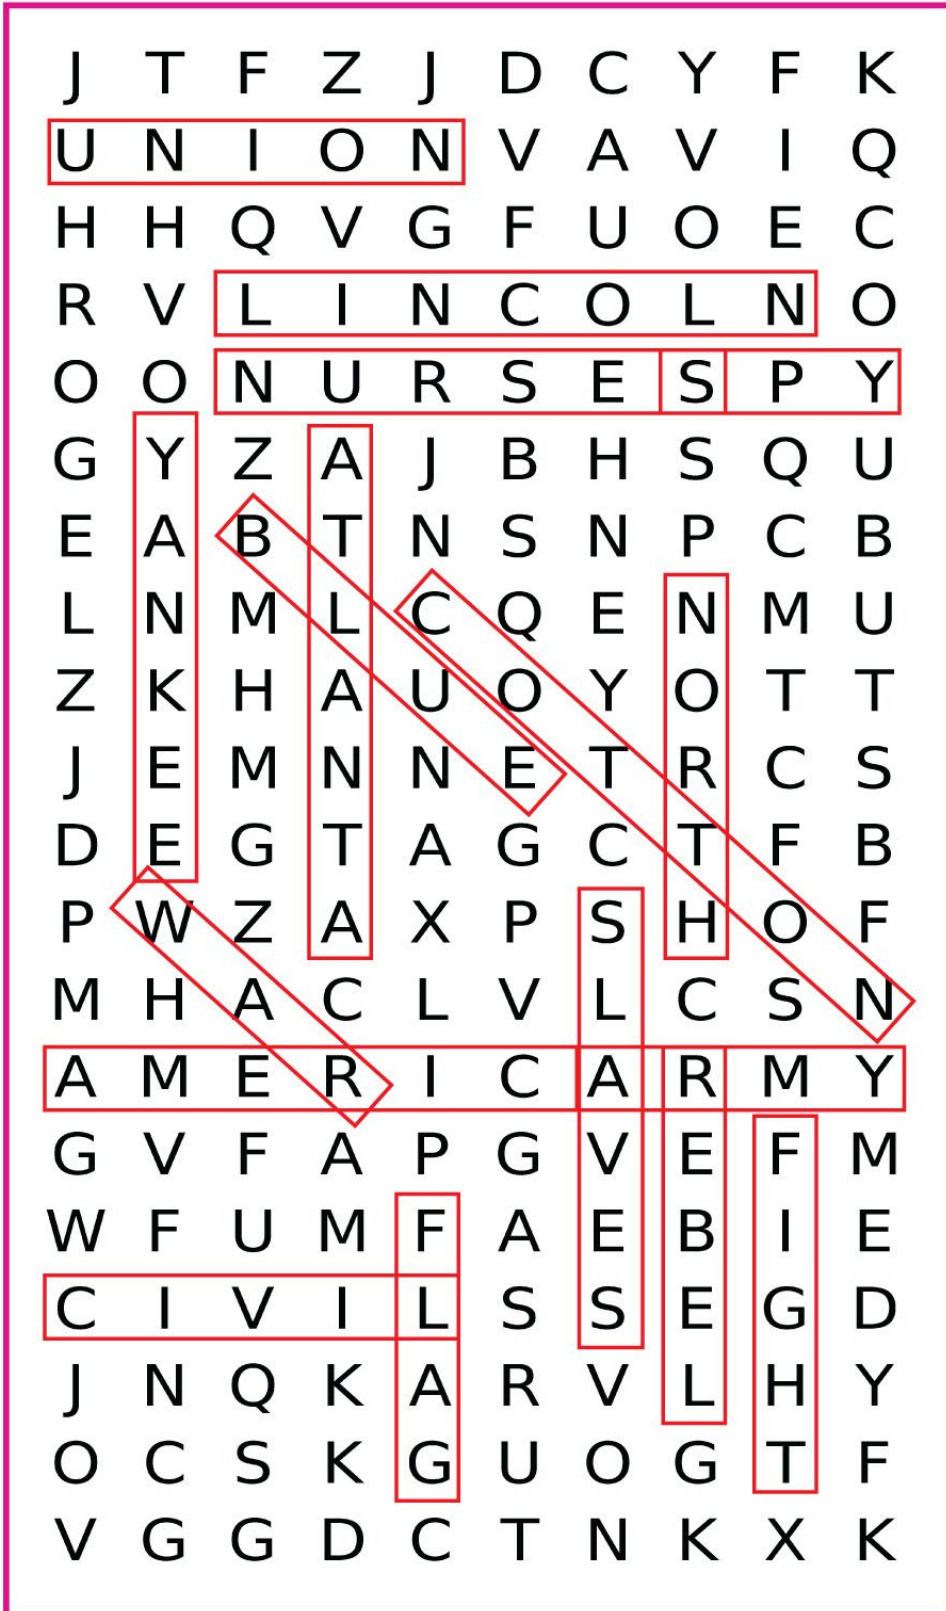 J T F Z J D C Y F K
U N I O N V A V I Q
H H Q V G F U O E C
R V L I N C O L N O
O O N U R S E S P Y
G Y Z A J B H S Q U
E A B T N S N P C B
L N M L C Q E N M U
Z K H A U O Y O T T
J E M N N E T R C S
D E G T A G C T F B
P W Z A X P S H O F
M H A C L V L C S N
A M E R I C A R M Y
G V F A P G V E F M
W F U M F A E B I E
C I V I L S S E G D
J N Q K A R V L H Y
O C S K G U O G T F
V G G D C T N K X K